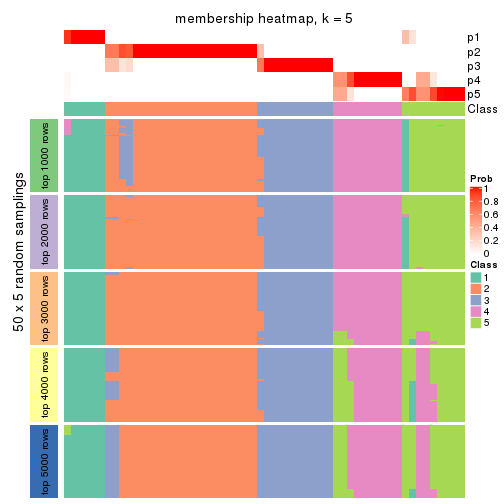 membership heatmap, k = 5
p1
p2
p3
p4
p5
Class
50 x 5 random samplings
top 1000 rows
top 2000 rows
top 3000 rows
top 4000 rows
top 5000 rows
Prob
1
0.8
0.6
0.4
0.2
0
Class
1
2
3
4
5